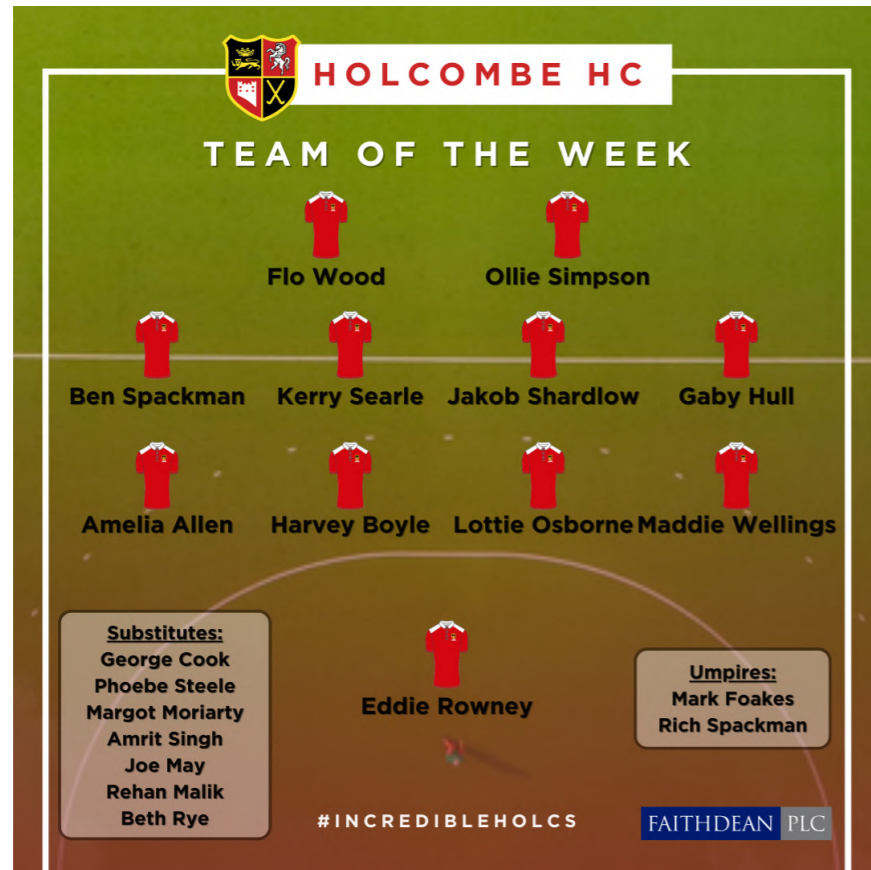 HOLCOMBE HC
TEAM OF THE WEEK
Flo Wood Ollie Simpson
Ben Spackman Kerry Searle Jakob Shardlow Gaby Hull
Amelia Allen Harvey Boyle Lottie Osborne Maddie Wellings
Eddie Rowney
Substitutes:
George Cook
Phoebe Steele
Margot Moriarty
Amrit Singh
Joe May
Rehan Malik
Beth Rye
Umpires:
Mark Foakes
Rich Spackman
#INCREDIBLEHOLCS
FAITHDEAN PLC